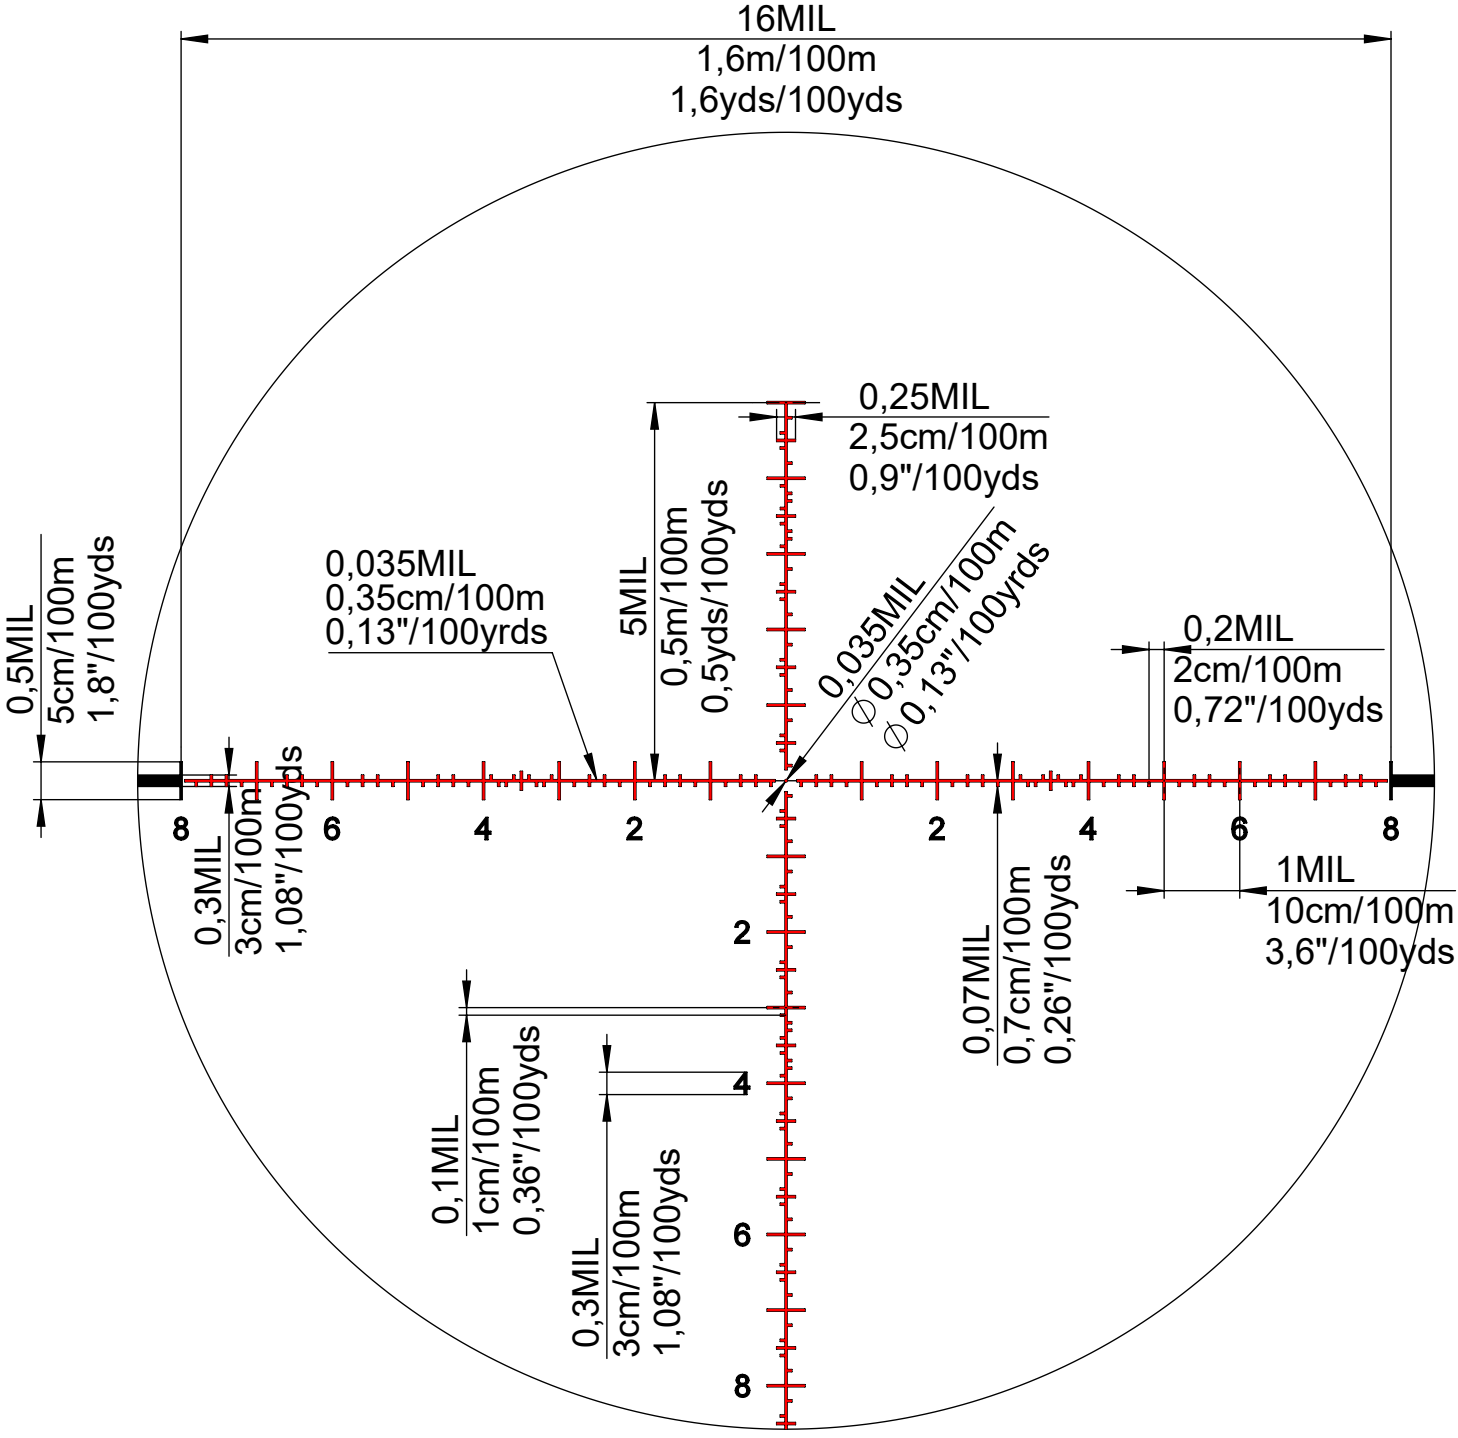 16MIL
1,6m/100m
1,6yds/100yds
0,25MIL
2,5cm/100m
0,9"/100yds
0,035MIL
0,35cm/100m
0,13"/100yrds
5MIL
0,5m/100m
0,5yds/100yds
0,035MIL
∅ 0,35cm/100m
∅ 0,13"/100yrds
0,5MIL
5cm/100m
1,8"/100yds
0,2MIL
2cm/100m
0,72"/100yds
8 6 4 2 2 4 6 8
0,3MIL
3cm/100m
1,08"/100yds
1MIL
10cm/100m
3,6"/100yds
0,07MIL
0,7cm/100m
0,26"/100yds
2
0,1MIL
1cm/100m
0,36"/100yds
4
0,3MIL
3cm/100m
1,08"/100yds
6
8